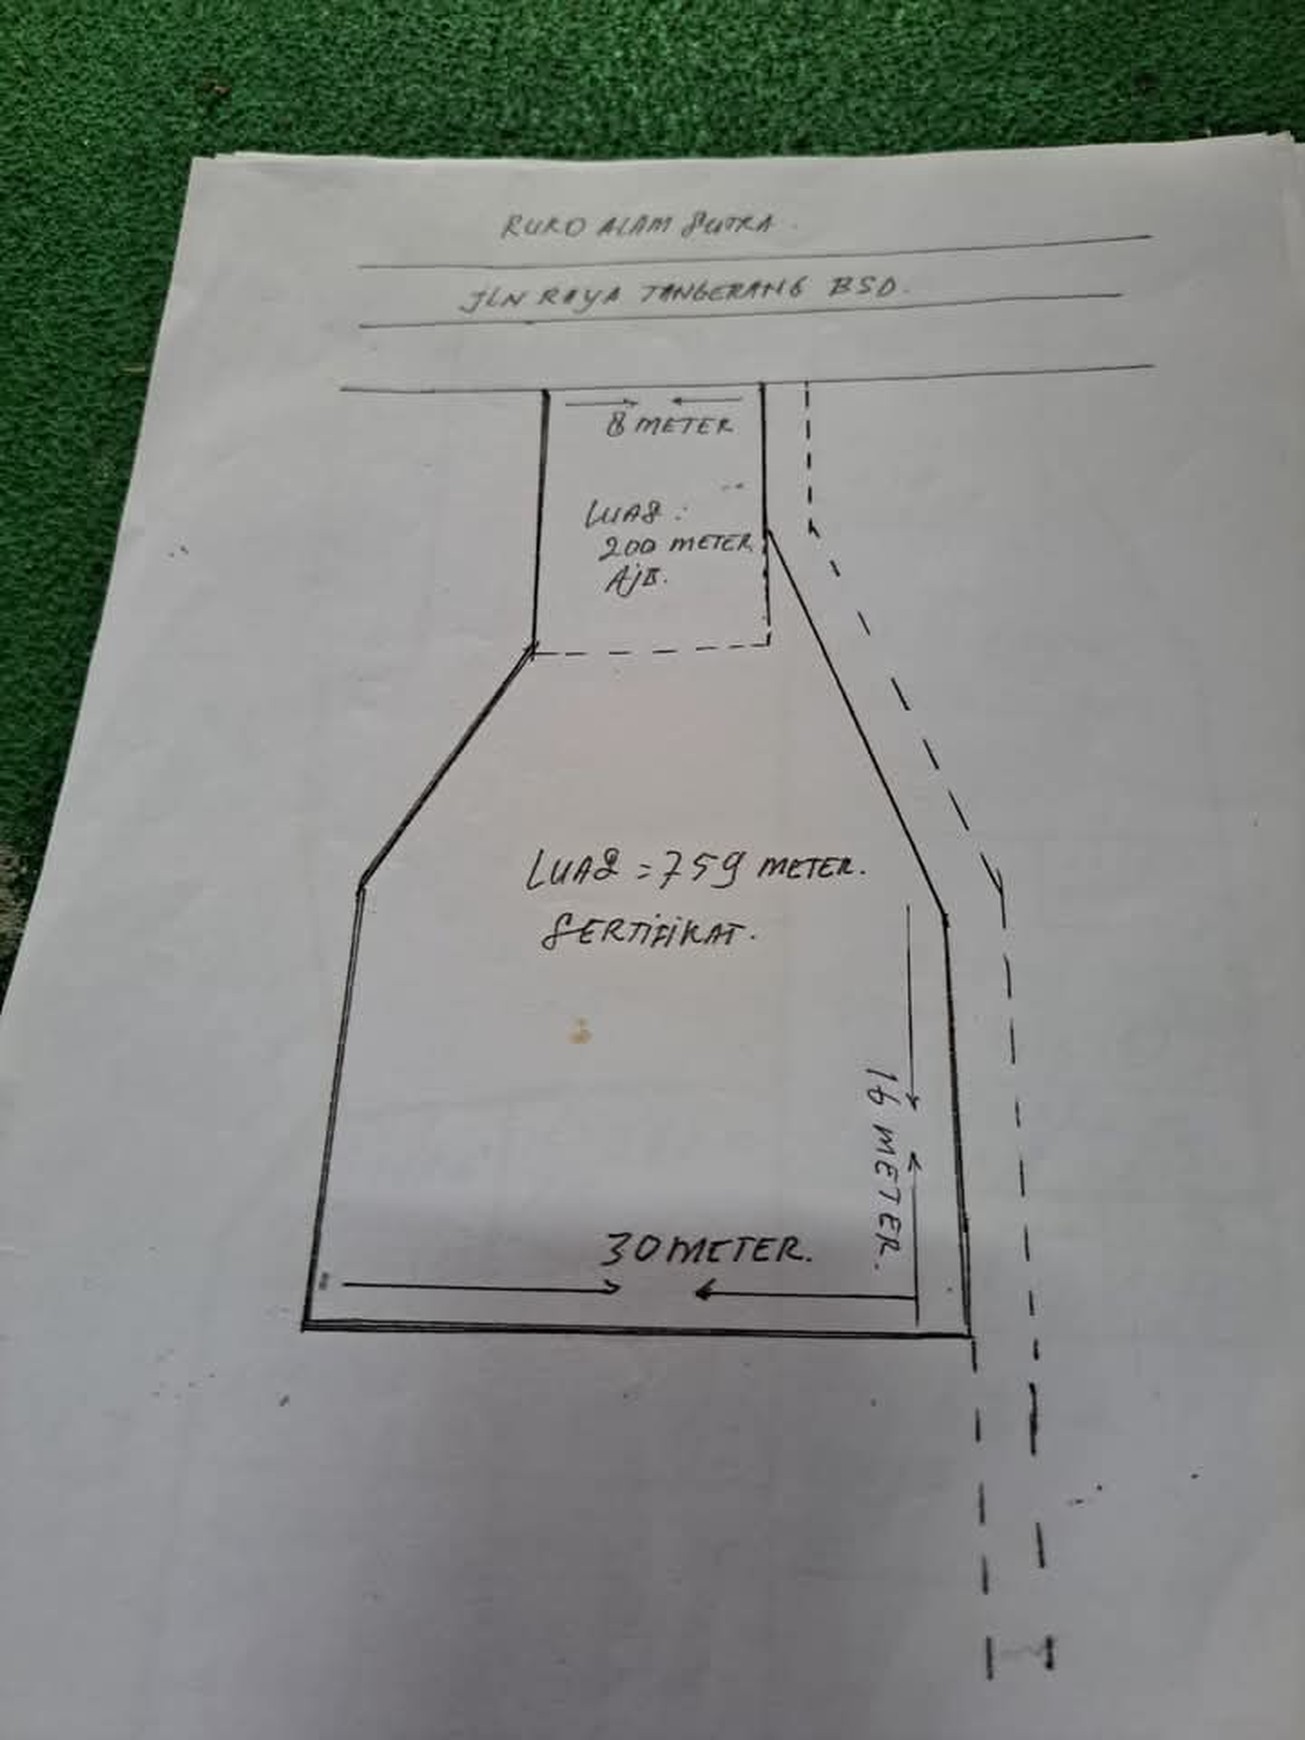 RUKO ALAM SUTRA.
JLN RAYA TANGERANG BSD.
8 METER
LUAS :
200 METER
AJB.
LUAS = 759 METER.
SERTIFIKAT.
16 METER.
30 METER.